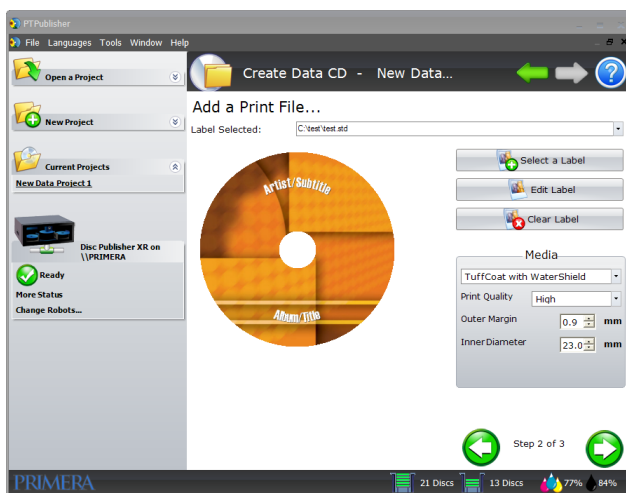 PTPublisher
File Languages Tools Window Help
Open a Project
New Project
Current Projects
New Data Project 1
Disc Publisher XR on
\\PRIMERA
Ready
More Status
Change Robots...
Create Data CD - New Data...
Add a Print File...
Label Selected: C:\test\test.std
Artist/Subtitle
Album/Title
Select a Label
Edit Label
Clear Label
Media
TuffCoat with WaterShield
Print Quality High
Outer Margin 0.9 mm
Inner Diameter 23.0 mm
Step 2 of 3
PRIMERA 21 Discs 13 Discs 77% 84%